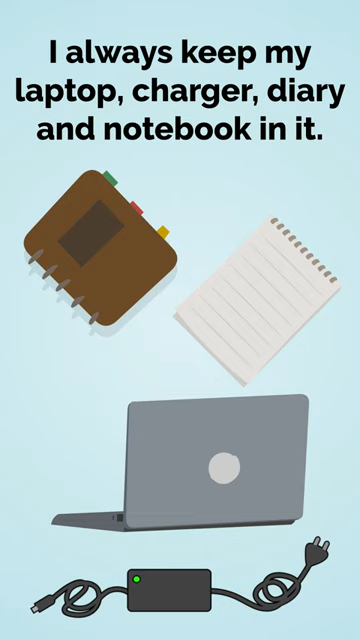 I always keep my
laptop, charger, diary
and notebook in it.